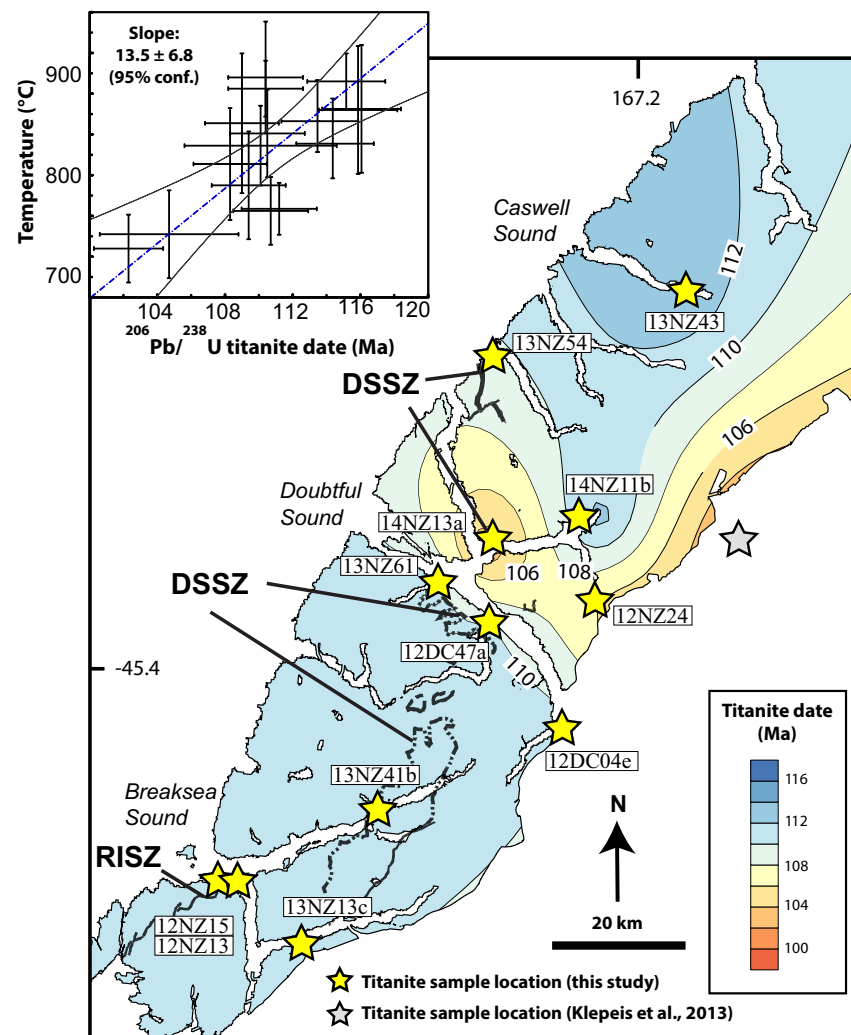 Slope:
13.5 ± 6.8
(95% conf.)
Temperature (°C)
900
800
700
104
108
112
116
120
206Pb/238U titanite date (Ma)
167.2
Caswell
Sound
112
13NZ43
13NZ54
110
DSSZ
106
14NZ11b
Doubtful
Sound
14NZ13a
13NZ61
106
108
DSSZ
12NZ24
12DC47a
-45.4
110
12DC04e
13NZ41b
Breaksea
Sound
RISZ
13NZ13c
12NZ15
12NZ13
N
20 km
Titanite date
(Ma)
116
112
108
104
100
Titanite sample location (this study)
Titanite sample location (Klepeis et al., 2013)